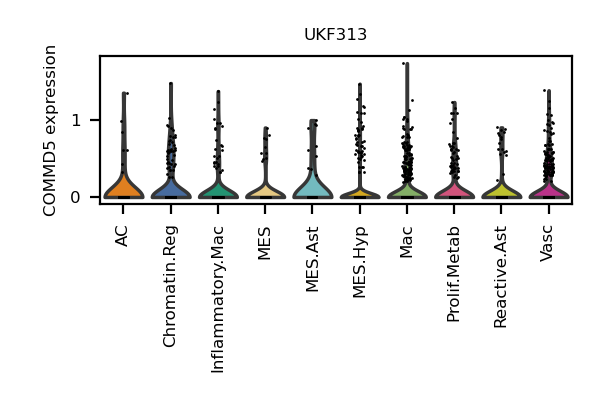 UKF313
COMMD5 expression
1
0
AC
Chromatin.Reg
Inflammatory.Mac
MES
MES.Ast
MES.Hyp
Mac
Prolif.Metab
Reactive.Ast
Vasc